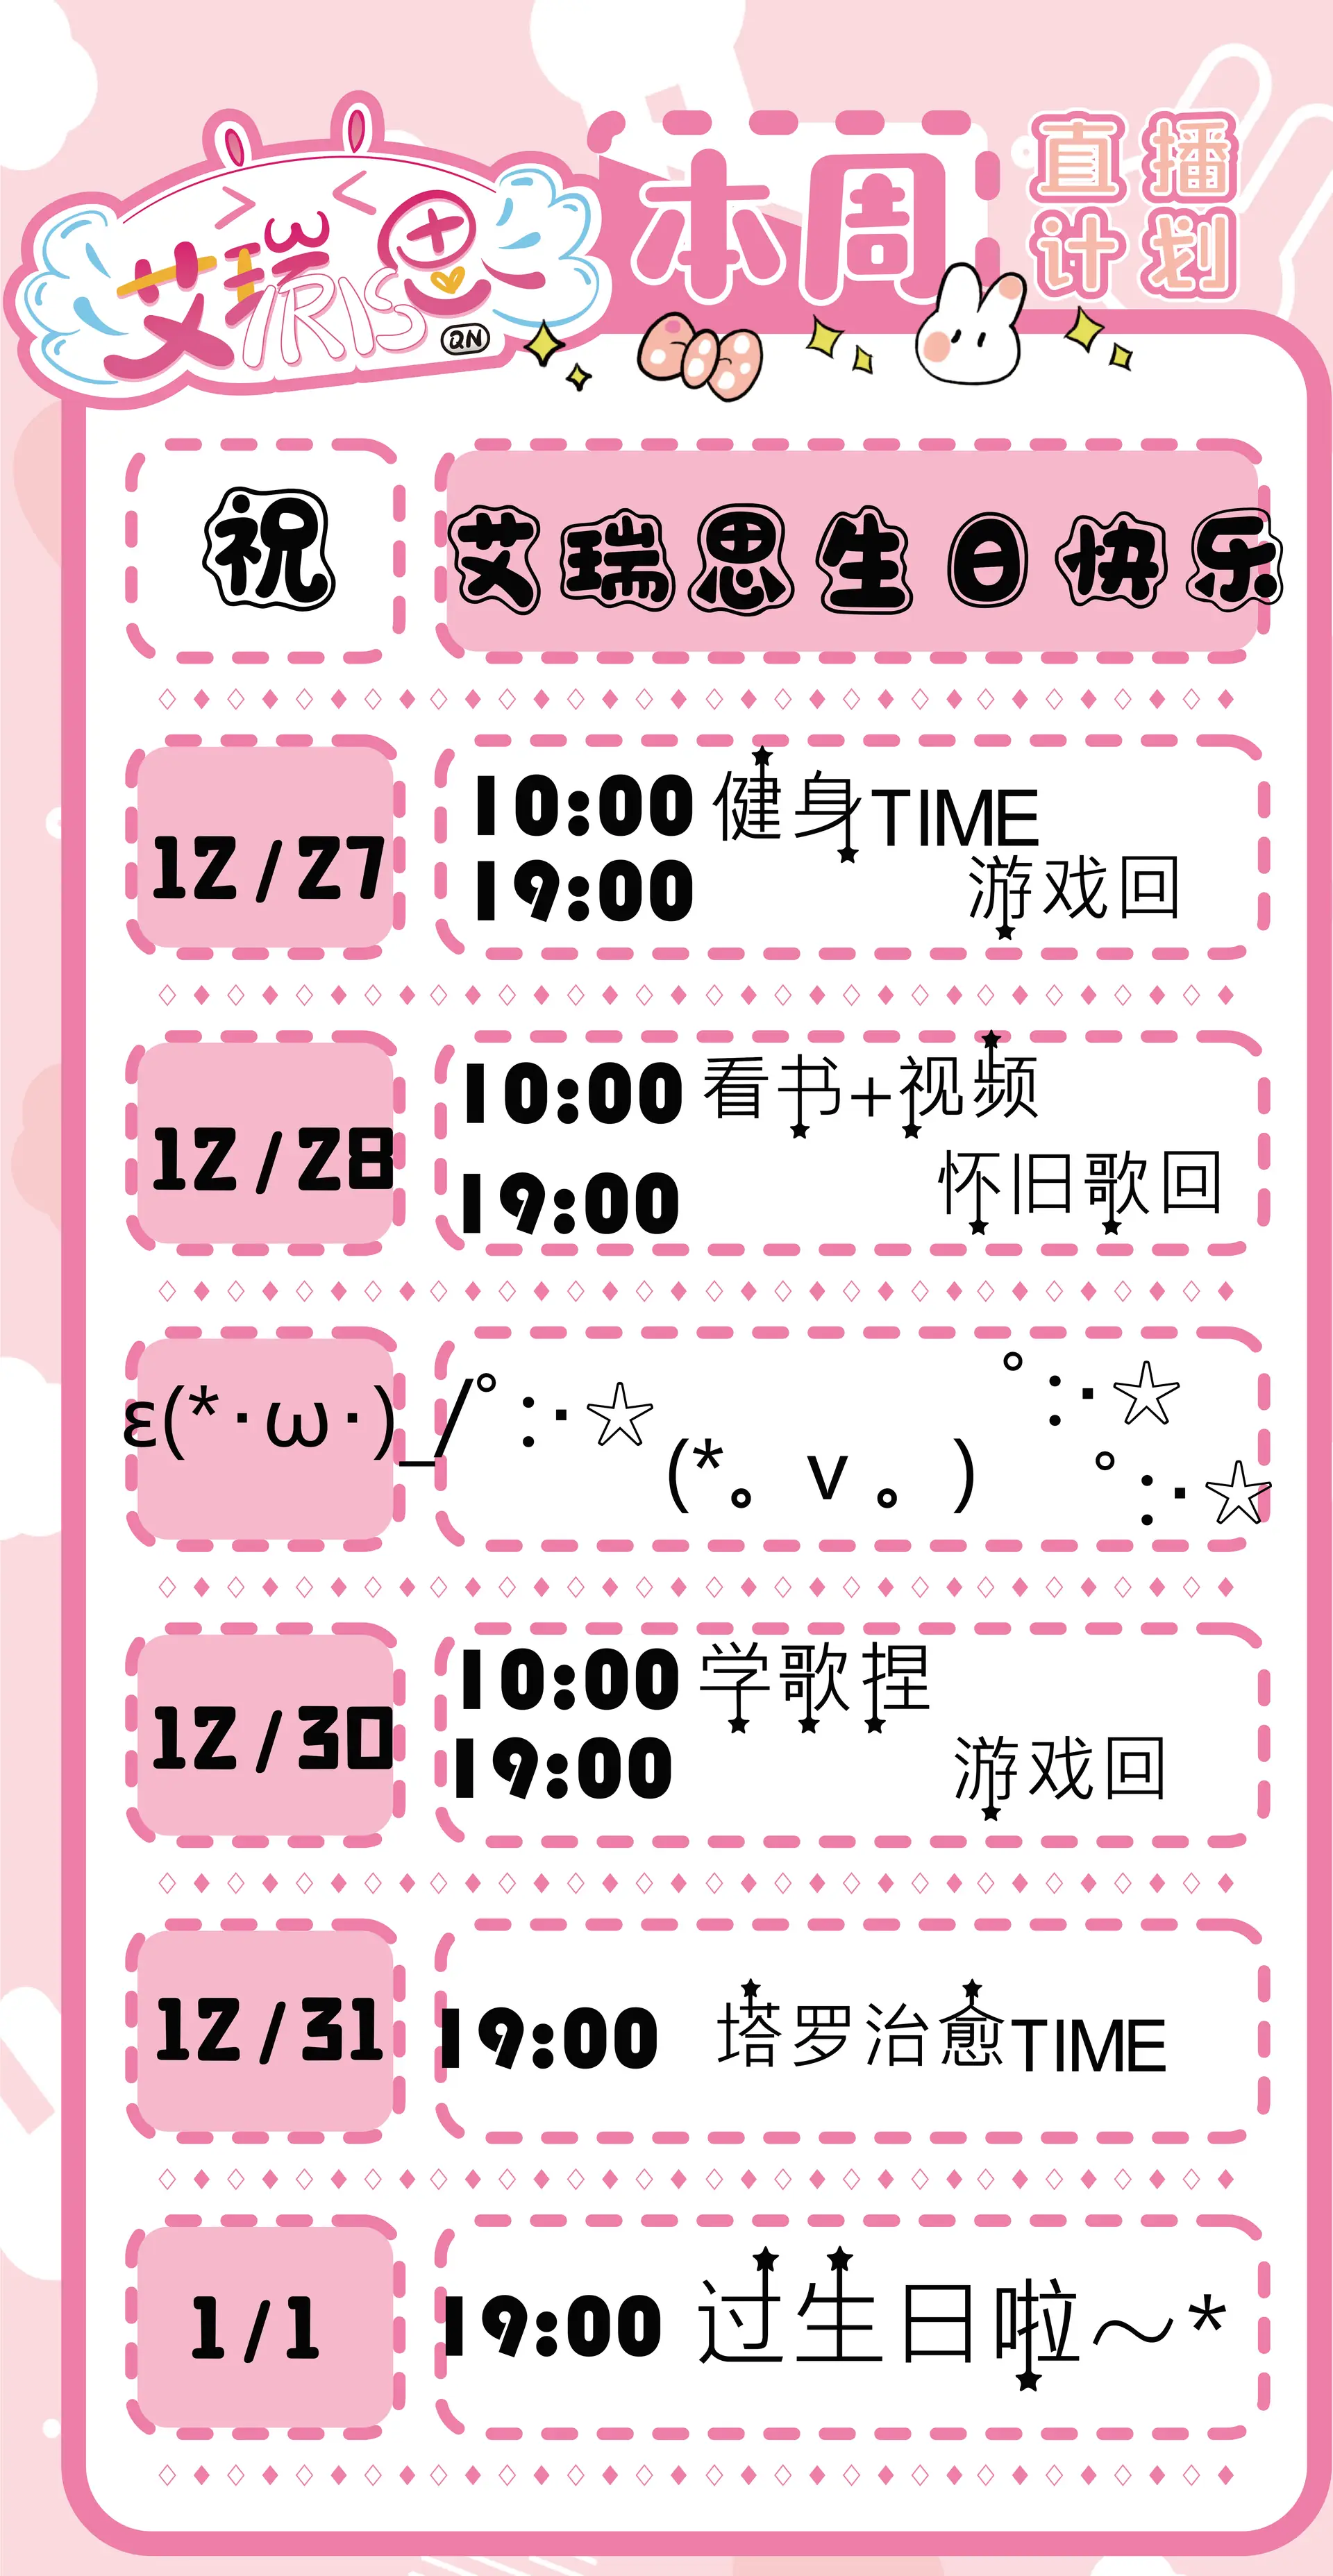 艾瑞思
IRIS
QN
本周
直播
计划
祝
艾瑞思生日快乐
12/27
10:00 健身TIME
19:00 游戏回
12/28
10:00 看书+视频
19:00 怀旧歌回
ε(*･ω･)_/ﾟ:･☆
(*。v。)
ﾟ:･☆
ﾟ:･☆
12/30
10:00 学歌捏
19:00 游戏回
12/31
19:00 塔罗治愈TIME
1/1
19:00 过生日啦～*